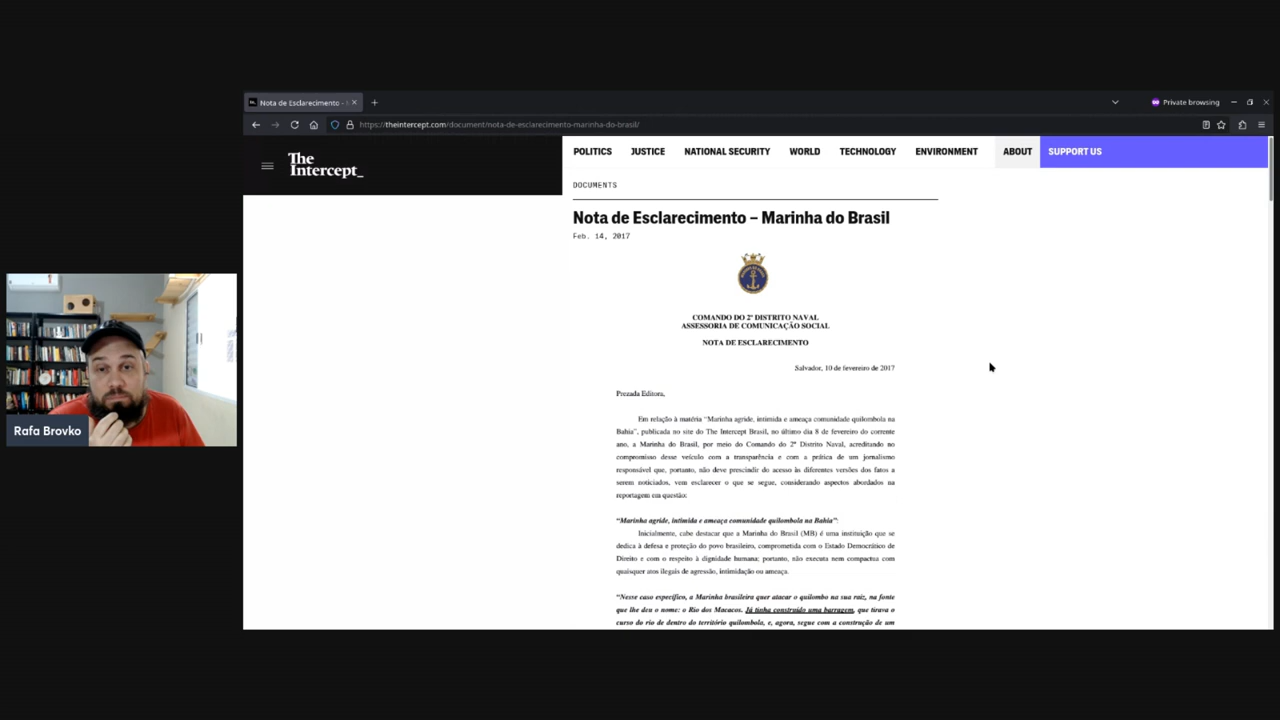 Nota de Esclarecimento -
Private browsing
https://theintercept.com/document/nota-de-esclarecimento-marinha-do-brasil/
The
Intercept_
POLITICS JUSTICE NATIONAL SECURITY WORLD TECHNOLOGY ENVIRONMENT ABOUT SUPPORT US
DOCUMENTS
Nota de Esclarecimento – Marinha do Brasil
Feb. 14, 2017
COMANDO DO 2º DISTRITO NAVAL
ASSESSORIA DE COMUNICAÇÃO SOCIAL
NOTA DE ESCLARECIMENTO
Salvador, 10 de fevereiro de 2017
Prezada Editora,
Em relação à matéria “Marinha agride, intimida e ameaça comunidade quilombola na
Bahia”, publicada no site do The Intercept Brasil, no último dia 8 de fevereiro do corrente
ano, a Marinha do Brasil, por meio do Comando do 2º Distrito Naval, acreditando no
compromisso desse veículo com a transparência e com a prática de um jornalismo
responsável que, portanto, não deve prescindir do acesso às diferentes versões dos fatos a
serem noticiados, vem esclarecer o que se segue, considerando aspectos abordados na
reportagem em questão:
“Marinha agride, intimida e ameaça comunidade quilombola na Bahia”:
Inicialmente, cabe destacar que a Marinha do Brasil (MB) é uma instituição que se
dedica à defesa e proteção do povo brasileiro, comprometida com o Estado Democrático de
Direito e com o respeito à dignidade humana; portanto, não executa nem compactua com
quaisquer atos ilegais de agressão, intimidação ou ameaça.
“Nesse caso específico, a Marinha brasileira quer atacar o quilombo na sua raiz, na fonte
que lhe deu o nome: o Rio dos Macacos. Já tinha construído uma barragem, que tirava o
curso do rio de dentro do território quilombola, e, agora, segue com a construção de um
Rafa Brovko